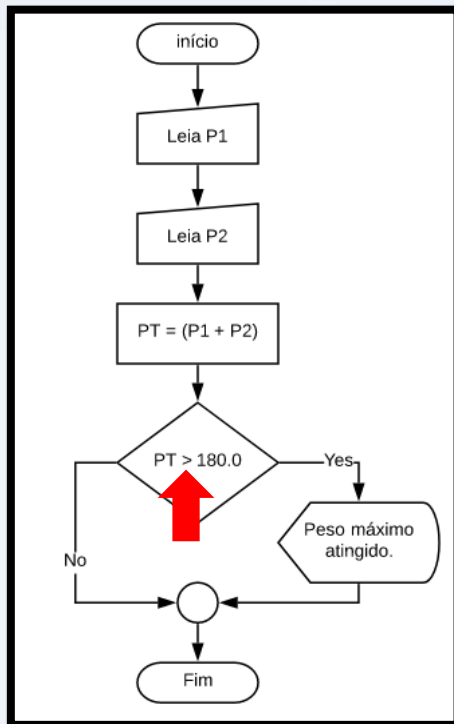 início
Leia P1
Leia P2
PT = (P1 + P2)
PT > 180.0
Yes
Peso máximo
atingido.
No
Fim